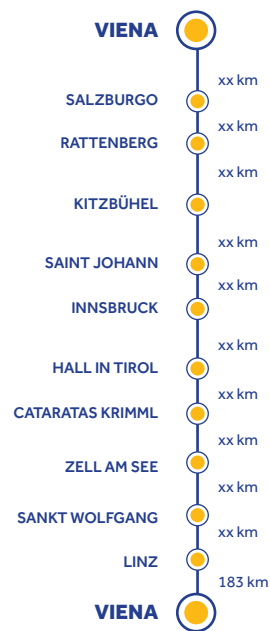 VIENA
xx km
SALZBURGO
xx km
RATTENBERG
xx km
KITZBÜHEL
xx km
SAINT JOHANN
xx km
INNSBRUCK
xx km
HALL IN TIROL
xx km
CATARATAS KRIMML
xx km
ZELL AM SEE
xx km
SANKT WOLFGANG
xx km
LINZ
183 km
VIENA